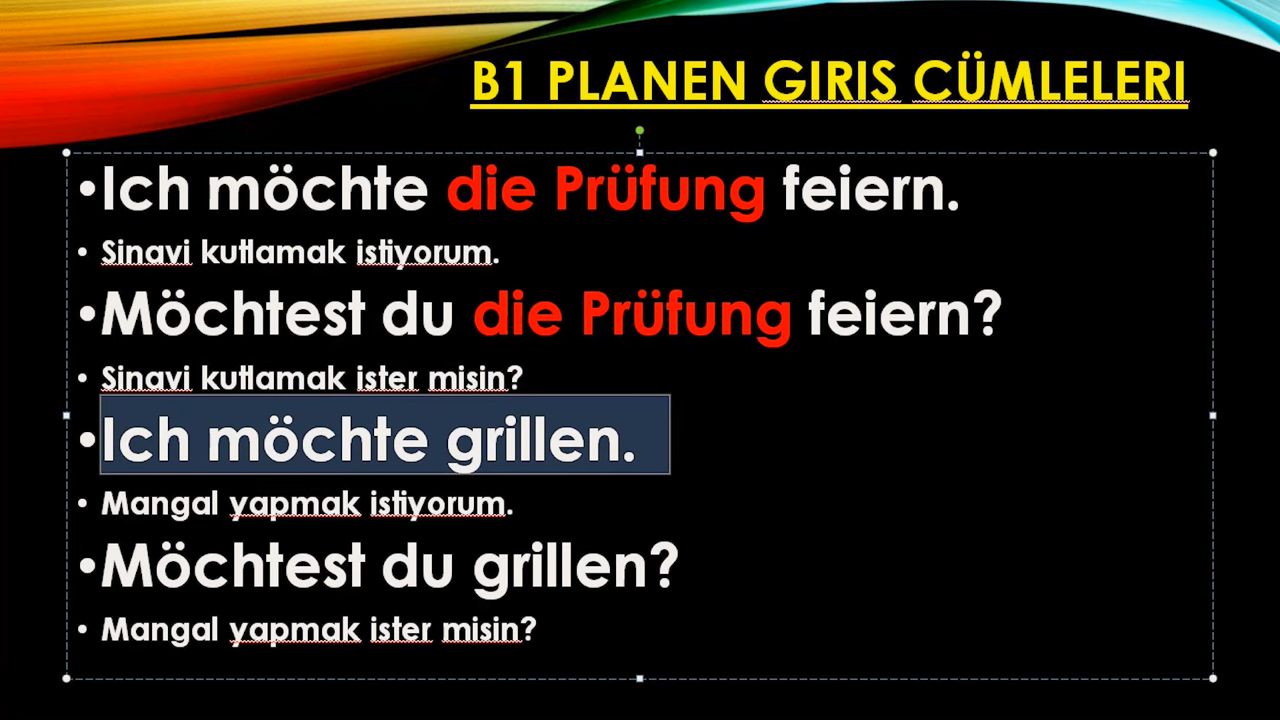 B1 PLANEN GIRIS CÜMLELERI
•Ich möchte die Prüfung feiern.
• Sinavi kutlamak istiyorum.
•Möchtest du die Prüfung feiern?
• Sinavi kutlamak ister misin?
•Ich möchte grillen.
• Mangal yapmak istiyorum.
•Möchtest du grillen?
• Mangal yapmak ister misin?